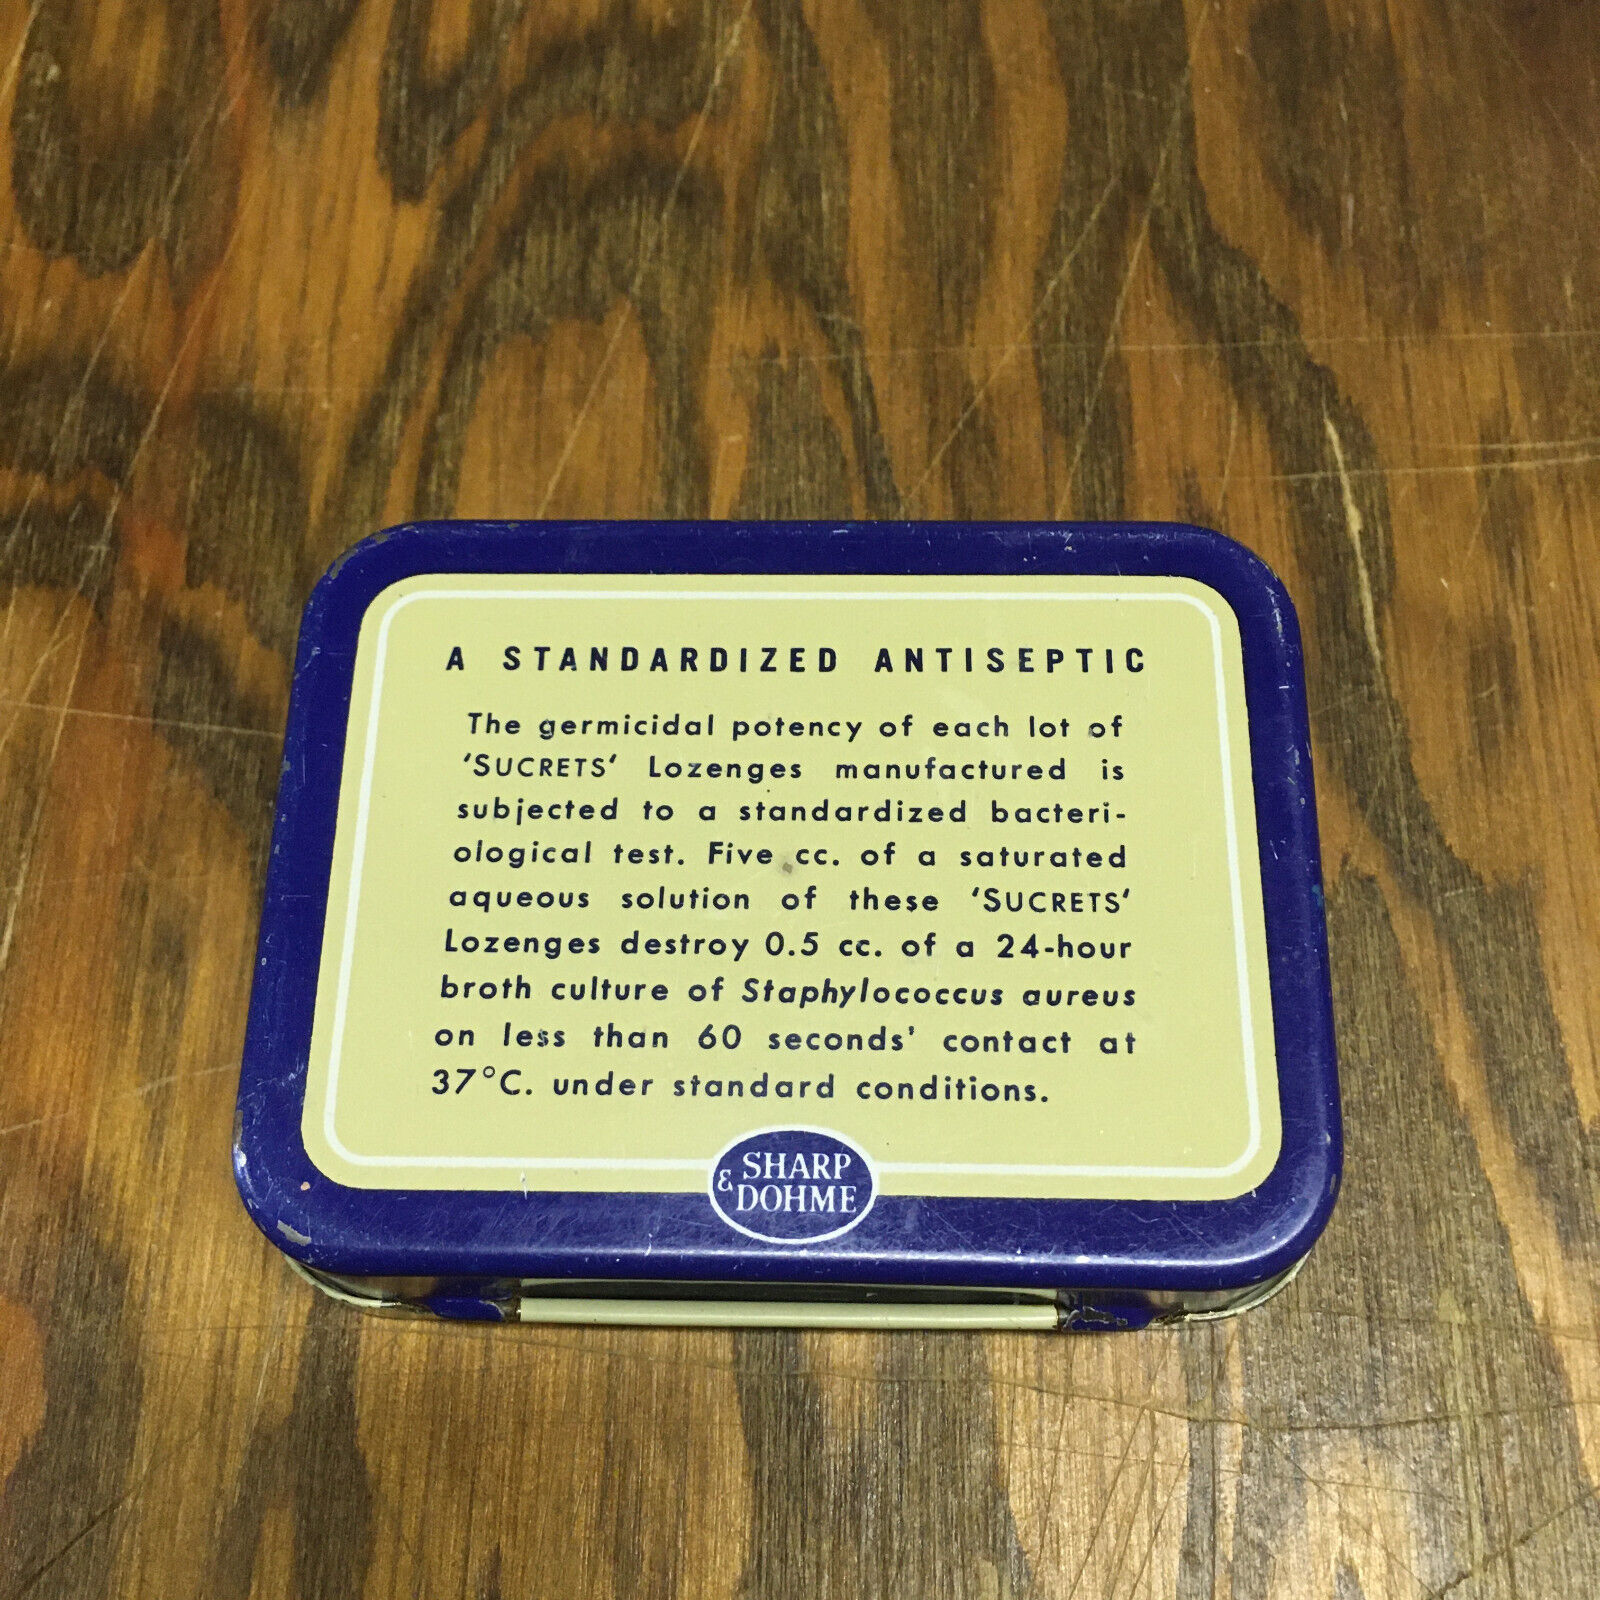 A STANDARDIZED ANTISEPTIC
The germicidal potency of each lot of
'SUCRETS' Lozenges manufactured is
subjected to a standardized bacteri-
ological test. Five cc. of a saturated
aqueous solution of these 'SUCRETS'
Lozenges destroy 0.5 cc. of a 24-hour
broth culture of Staphylococcus aureus
on less than 60 seconds' contact at
37°C. under standard conditions.
SHARP
& DOHME